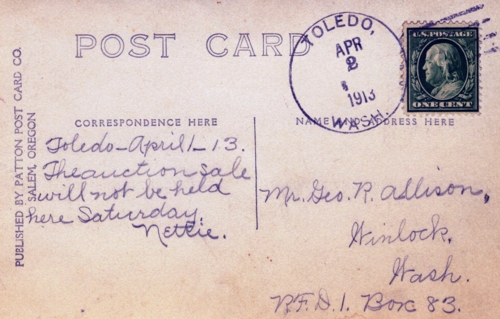 POST CARD
TOLEDO,
APR
2
1913
WASH.
U.S. POSTAGE
ONE CENT
PUBLISHED BY PATTON POST CARD CO.
SALEM, OREGON
CORRESPONDENCE HERE
Toledo-April 1-13.
The auction sale
will not be held
here Saturday.
Nettie.
NAME AND ADDRESS HERE
Mr. Geo. R. Allison,
Winlock,
Wash.
R.F.D. 1. Box 83.